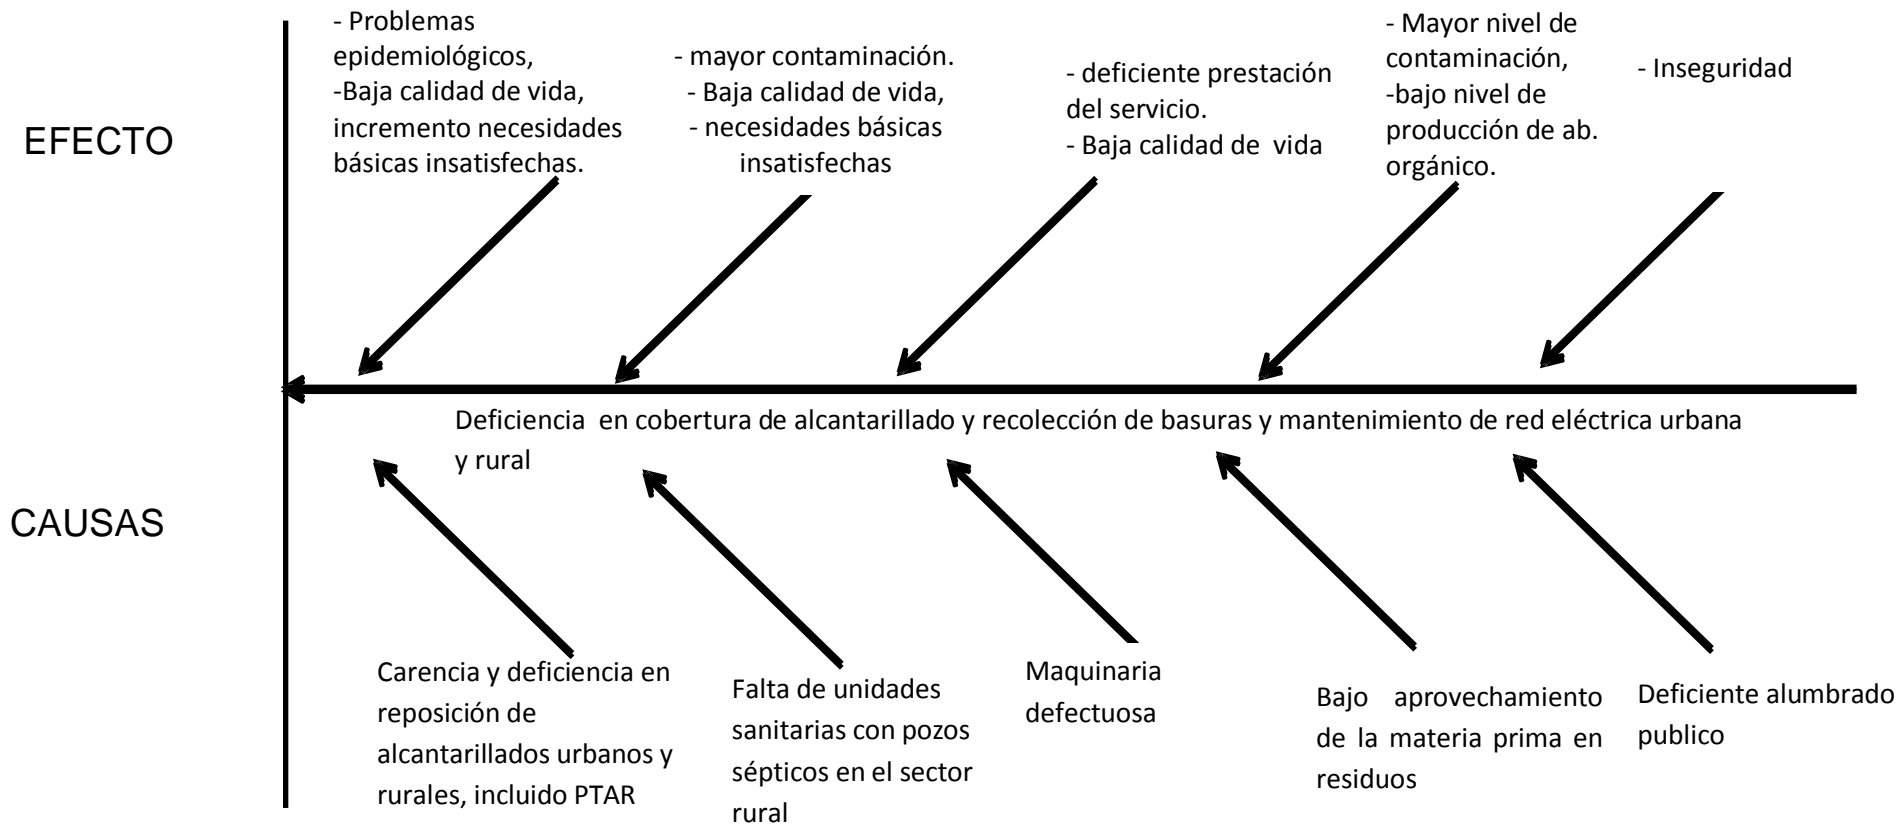 EFECTO
- Problemas
epidemiológicos,
-Baja calidad de vida,
incremento necesidades
básicas insatisfechas.
- mayor contaminación.
- Baja calidad de vida,
- necesidades básicas
insatisfechas
- deficiente prestación
del servicio.
- Baja calidad de vida
- Mayor nivel de
contaminación,
-bajo nivel de
producción de ab.
orgánico.
- Inseguridad
Deficiencia en cobertura de alcantarillado y recolección de basuras y mantenimiento de red eléctrica urbana
y rural
CAUSAS
Carencia y deficiencia en
reposición de
alcantarillados urbanos y
rurales, incluido PTAR
Falta de unidades
sanitarias con pozos
sépticos en el sector
rural
Maquinaria
defectuosa
Bajo aprovechamiento
de la materia prima en
residuos
Deficiente alumbrado
publico